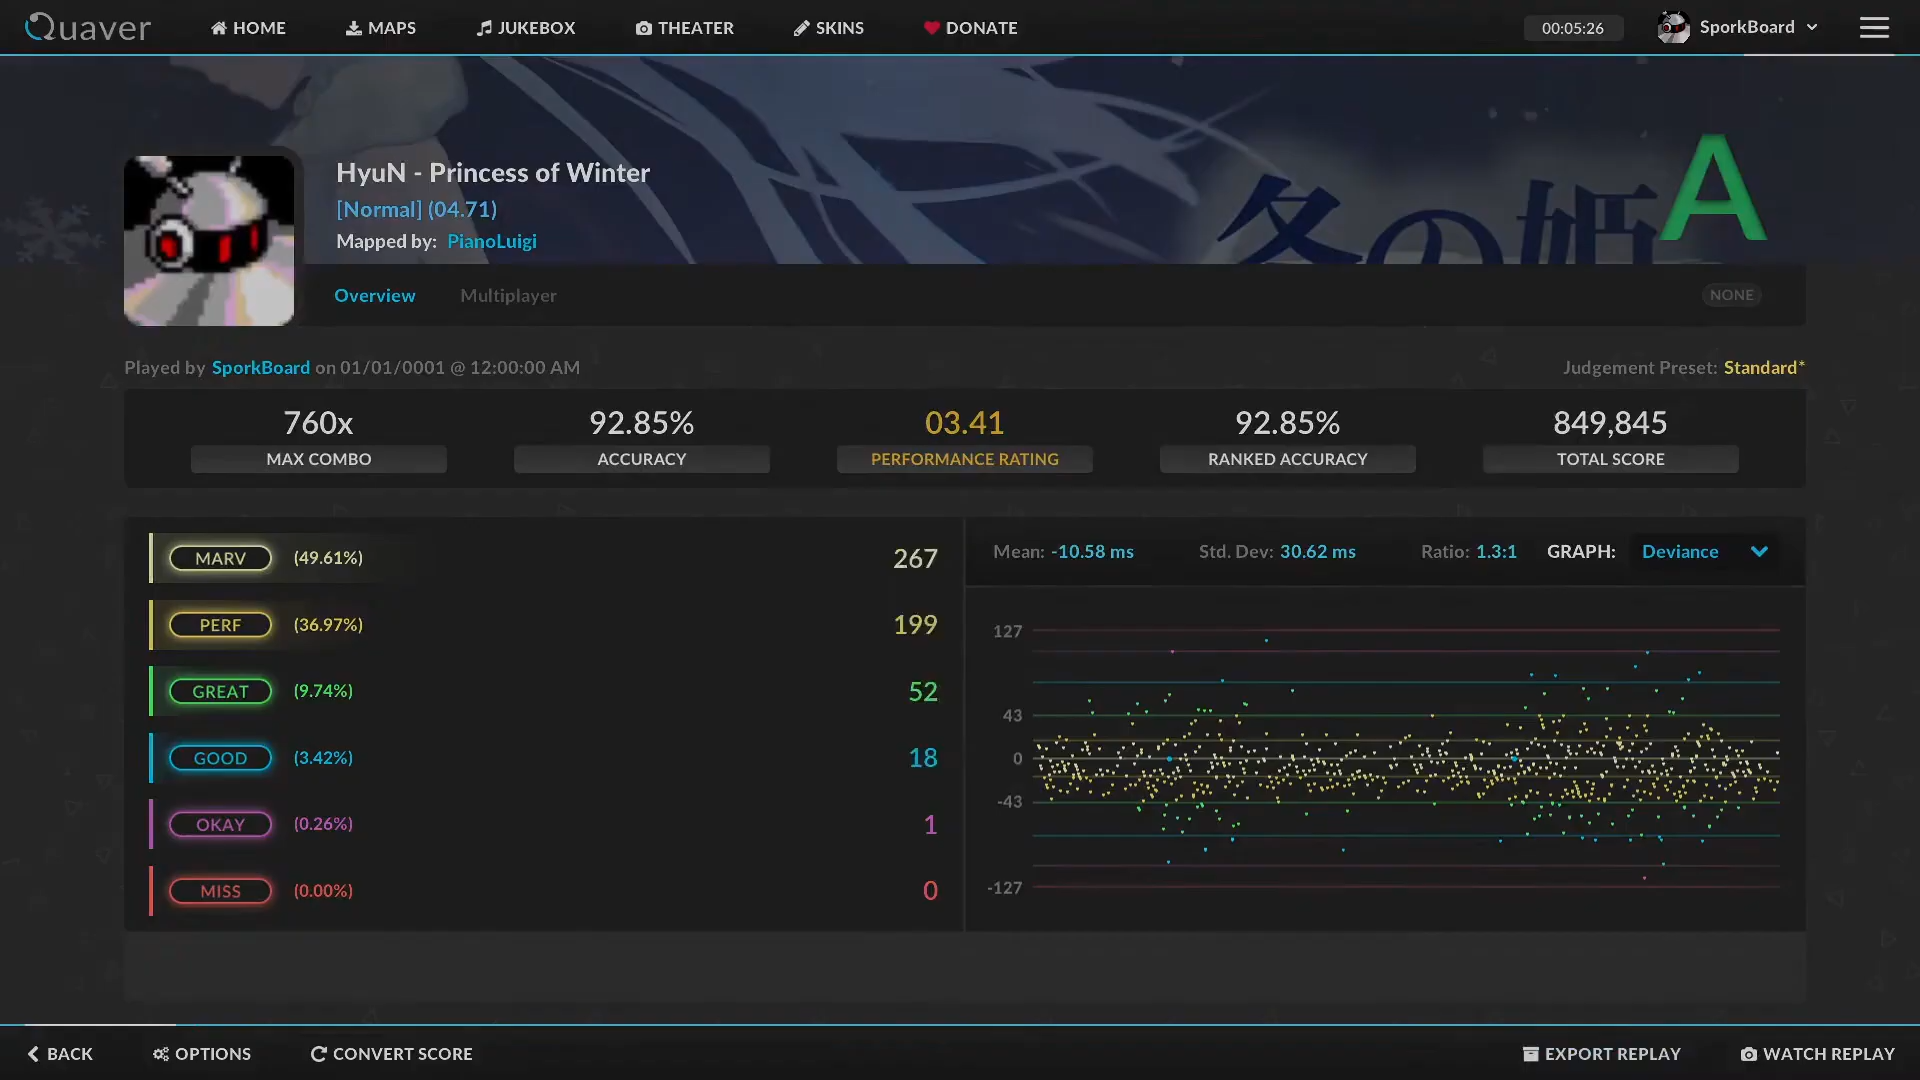 Quaver
HOME
MAPS
JUKEBOX
THEATER
SKINS
DONATE
00:05:26
SporkBoard
HyuN - Princess of Winter
[Normal] (04.71)
Mapped by: PianoLuigi
冬の姫
A
Overview
Multiplayer
NONE
Played by SporkBoard on 01/01/0001 @ 12:00:00 AM
Judgement Preset: Standard*
760x
MAX COMBO
92.85%
ACCURACY
03.41
PERFORMANCE RATING
92.85%
RANKED ACCURACY
849,845
TOTAL SCORE
MARV (49.61%) 267
PERF (36.97%) 199
GREAT (9.74%) 52
GOOD (3.42%) 18
OKAY (0.26%) 1
MISS (0.00%) 0
Mean: -10.58 ms
Std. Dev: 30.62 ms
Ratio: 1.3:1
GRAPH: Deviance
127
43
0
-43
-127
BACK
OPTIONS
CONVERT SCORE
EXPORT REPLAY
WATCH REPLAY